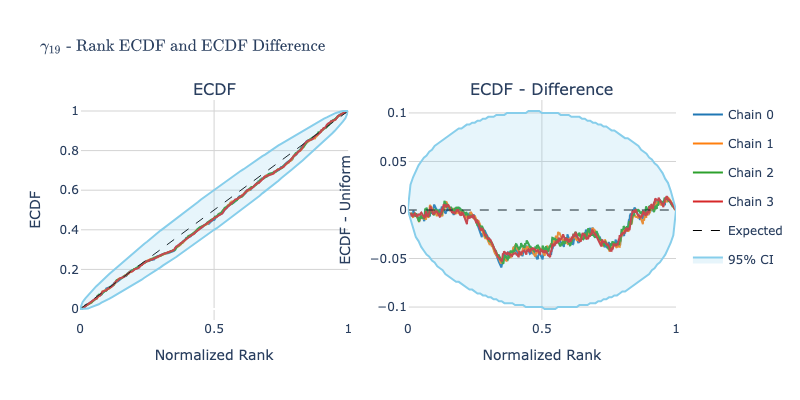 γ19 - Rank ECDF and ECDF Difference
ECDF
ECDF - Difference
1
0.8
0.6
0.4
0.2
0
0
0.5
1
ECDF
Normalized Rank
0.1
0.05
0
−0.05
−0.1
0
0.5
1
ECDF - Uniform
Normalized Rank
Chain 0
Chain 1
Chain 2
Chain 3
Expected
95% CI